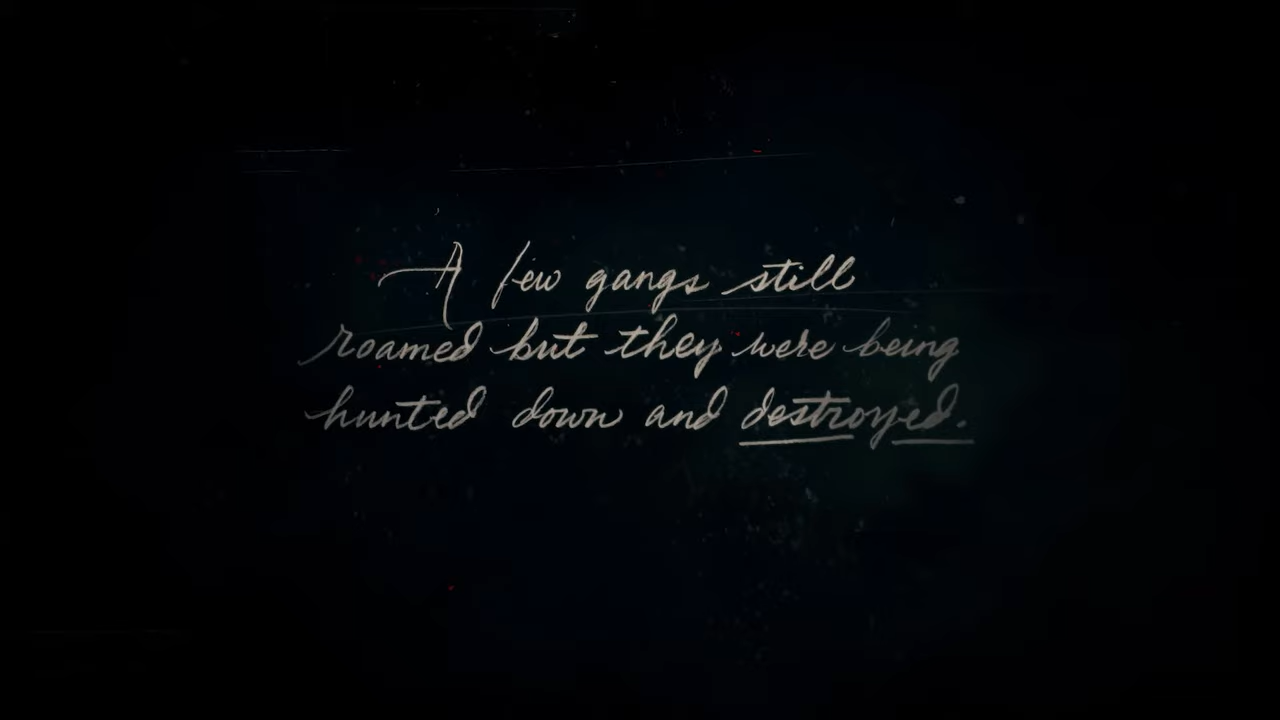 A few gangs still
roamed but they were being
hunted down and destroyed.